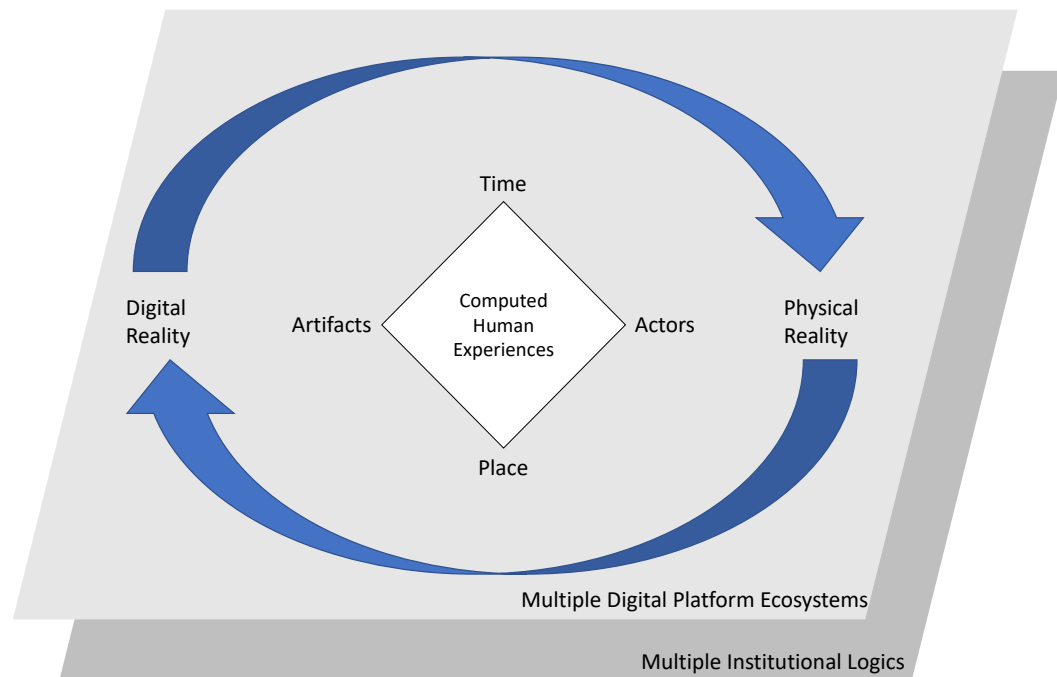 Time
Digital
Reality
Artifacts
Computed
Human
Experiences
Actors
Physical
Reality
Place
Multiple Digital Platform Ecosystems
Multiple Institutional Logics